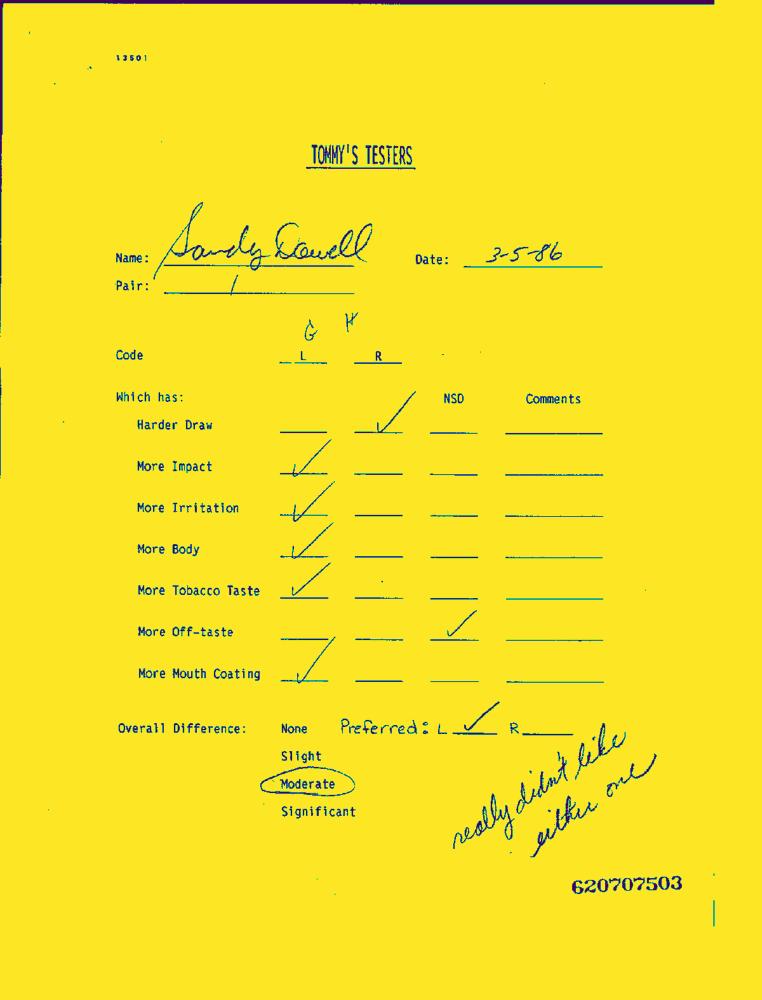 13501
TOMMY'S TESTERS
Name: Sandy Dowell Date: 3-5-86
Pair: 1
G H
Code L R
Which has: NSD Comments
Harder Draw ✓
More Impact ✓
More Irritation ✓
More Body ✓
More Tobacco Taste ✓
More Off-taste ✓
More Mouth Coating ✓
Overall Difference: None Preferred: L ✓ R
Slight
Moderate
Significant
really didn't like
either one
620707503